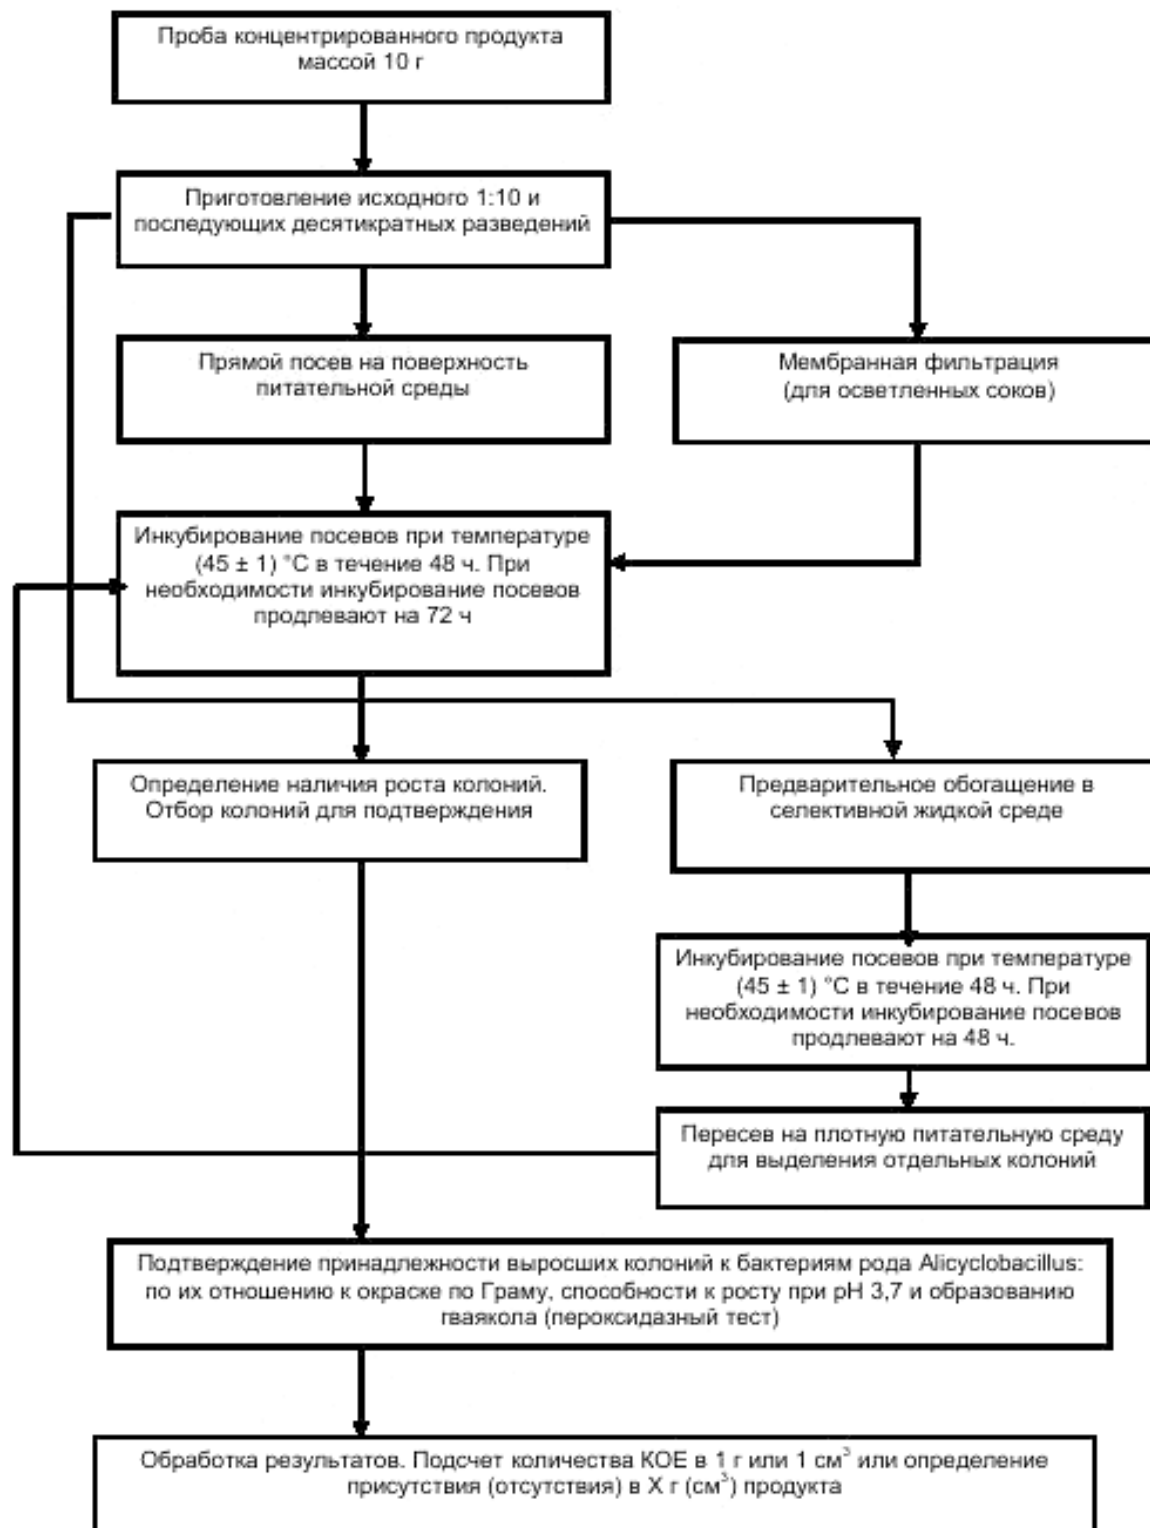 Проба концентрированного продукта
массой 10 г
Приготовление исходного 1:10 и
последующих десятикратных разведений
Прямой посев на поверхность
питательной среды
Мембранная фильтрация
(для осветленных соков)
Инкубирование посевов при температуре
(45 ± 1) °С в течение 48 ч. При
необходимости инкубирование посевов
продлевают на 72 ч
Определение наличия роста колоний.
Отбор колоний для подтверждения
Предварительное обогащение в
селективной жидкой среде
Инкубирование посевов при температуре
(45 ± 1) °С в течение 48 ч. При
необходимости инкубирование посевов
продлевают на 48 ч.
Пересев на плотную питательную среду
для выделения отдельных колоний
Подтверждение принадлежности выросших колоний к бактериям рода Alicyclobacillus:
по их отношению к окраске по Граму, способности к росту при pH 3,7 и образованию
гваякола (пероксидазный тест)
Обработка результатов. Подсчет количества КОЕ в 1 г или 1 см³ или определение
присутствия (отсутствия) в Х г (см³) продукта